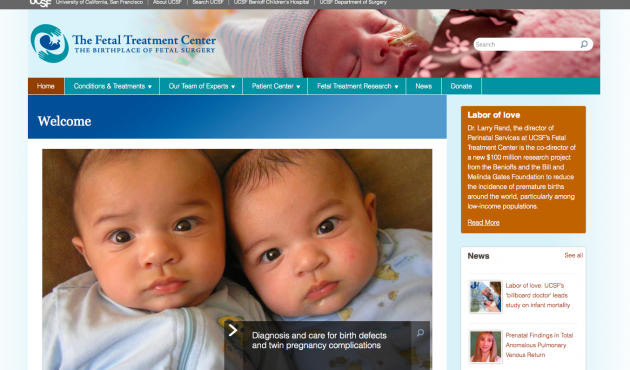 UCSF University of California, San Francisco | About UCSF | Search UCSF | UCSF Benioff Children's Hospital | UCSF Department of Surgery
The Fetal Treatment Center
THE BIRTHPLACE OF FETAL SURGERY
Search
Home
Conditions & Treatments
Our Team of Experts
Patient Center
Fetal Treatment Research
News
Donate
Welcome
Diagnosis and care for birth defects
and twin pregnancy complications
Labor of love
Dr. Larry Rand, the director of
Perinatal Services at UCSF's Fetal
Treatment Center is the co-director of
a new $100 million research project
from the Benioffs and the Bill and
Melinda Gates Foundation to reduce
the incidence of premature births
around the world, particularly among
low-income populations.
Read More
News
See all
Labor of love: UCSF's
'billboard doctor' leads
study on infant mortality
Prenatal Findings in Total
Anomalous Pulmonary
Venous Return